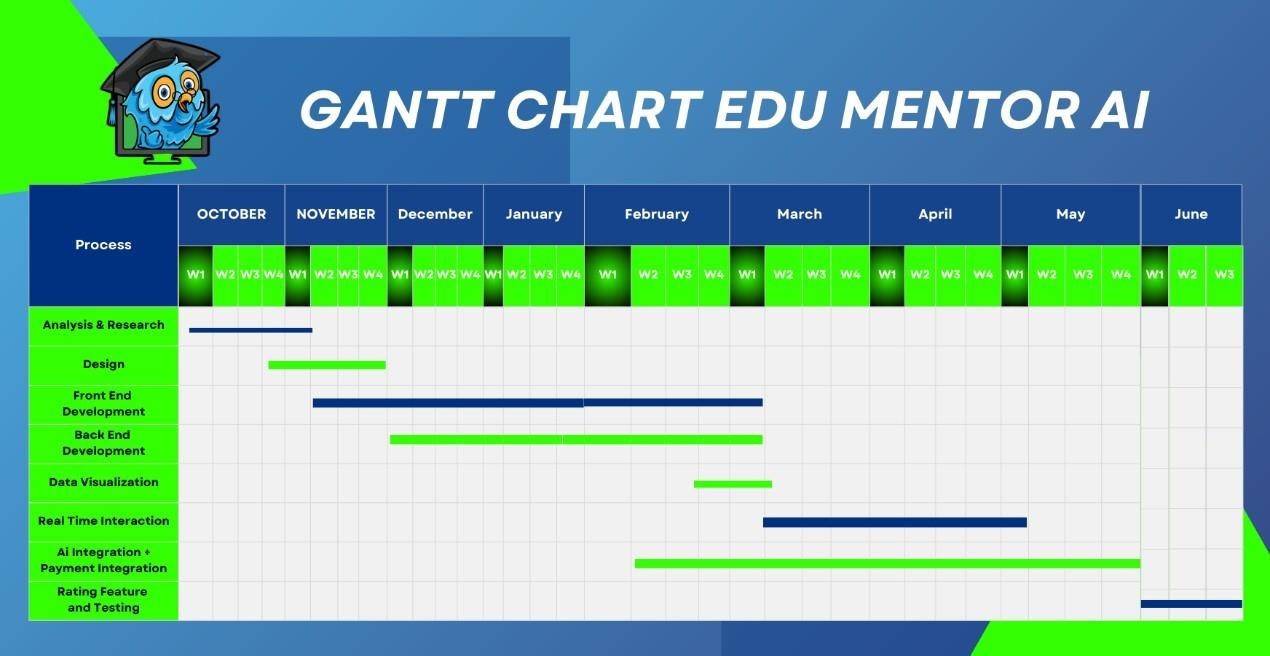 GANTT CHART EDU MENTOR AI
Process
OCTOBER NOVEMBER December January February March April May June
W1 W2 W3 W4 W1 W2 W3 W4 W1 W2 W3 W4 W1 W2 W3 W4 W1 W2 W3 W4 W1 W2 W3 W4 W1 W2 W3 W4 W1 W2 W3 W4 W1 W2 W3
Analysis & Research
Design
Front End
Development
Back End
Development
Data Visualization
Real Time Interaction
Ai Integration +
Payment Integration
Rating Feature
and Testing